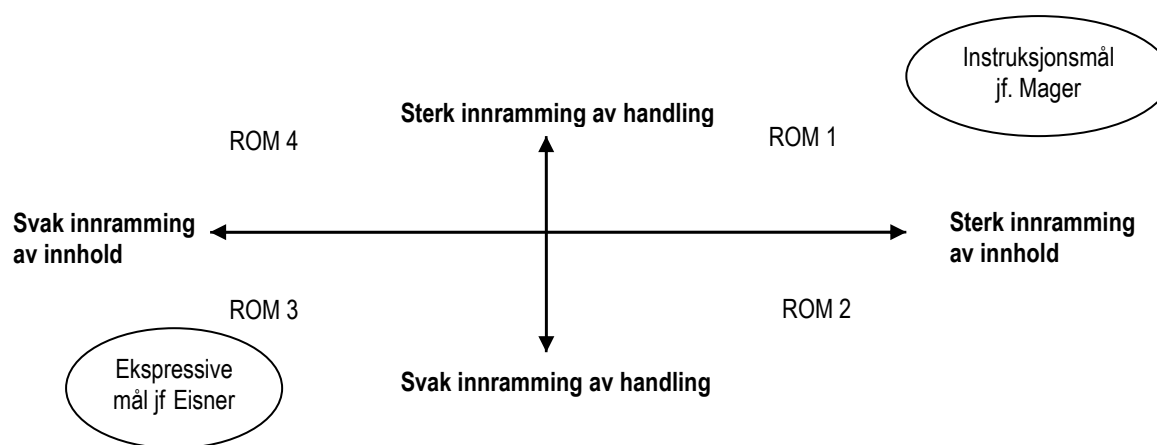 Instruksjonsmål
jf. Mager
Sterk innramming av handling
ROM 4
ROM 1
Svak innramming
av innhold
Sterk innramming
av innhold
ROM 3
ROM 2
Ekspressive
mål jf Eisner
Svak innramming av handling